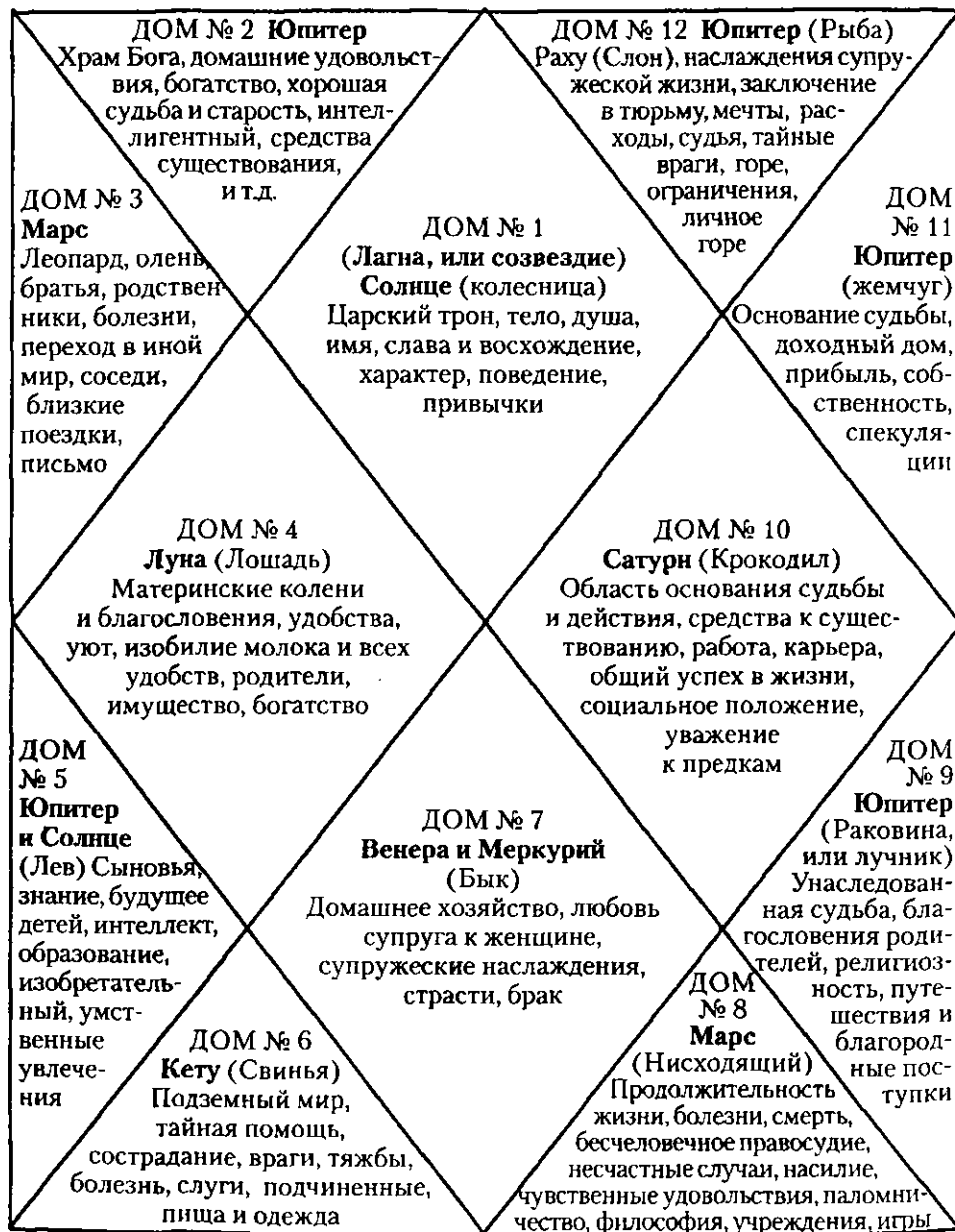 ДОМ № 2 Юпитер
Храм Бога, домашние удовольст-
вия, богатство, хорошая
судьба и старость, интел-
лигентный, средства
существования,
и т.д.
ДОМ № 12 Юпитер (Рыба)
Раху (Слон), наслаждения супру-
жеской жизни, заключение
в тюрьму, мечты, рас-
ходы, судья, тайные
враги, горе,
ограничения,
личное
горе
ДОМ № 3
Марс
Леопард, олень,
братья, родствен-
ники, болезни,
переход в иной
мир, соседи,
близкие
поездки,
письмо
ДОМ № 1
(Лагна, или созвездие)
Солнце (колесница)
Царский трон, тело, душа,
имя, слава и восхождение,
характер, поведение,
привычки
ДОМ
№ 11
Юпитер
(жемчуг)
Основание судьбы,
доходный дом,
прибыль, соб-
ственность,
спекуля-
ции
ДОМ № 4
Луна (Лошадь)
Материнские колени
и благословения, удобства,
уют, изобилие молока и всех
удобств, родители,
имущество, богатство
ДОМ № 10
Сатурн (Крокодил)
Область основания судьбы
и действия, средства к сущес-
твованию, работа, карьера,
общий успех в жизни,
социальное положение,
уважение
к предкам
ДОМ
№ 5
Юпитер
и Солнце
(Лев) Сыновья,
знание, будущее
детей, интеллект,
образование,
изобретатель-
ный, умст-
венные
увлече-
ния
ДОМ № 7
Венера и Меркурий
(Бык)
Домашнее хозяйство, любовь
супруга к женщине,
супружеские наслаждения,
страсти, брак
ДОМ
№ 9
Юпитер
(Раковина,
или лучник)
Унаследован-
ная судьба, бла-
гословения роди-
телей, религиоз-
ность, путе-
шествия и
благород-
ные пос-
тупки
ДОМ № 6
Кету (Свинья)
Подземный мир,
тайная помощь,
сострадание, враги, тяжбы,
болезнь, слуги, подчиненные,
пища и одежда
ДОМ
№ 8
Марс
(Нисходящий)
Продолжительность
жизни, болезни, смерть,
бесчеловечное правосудие,
несчастные случаи, насилие,
чувственные удовольствия, паломни-
чество, философия, учреждения, игры